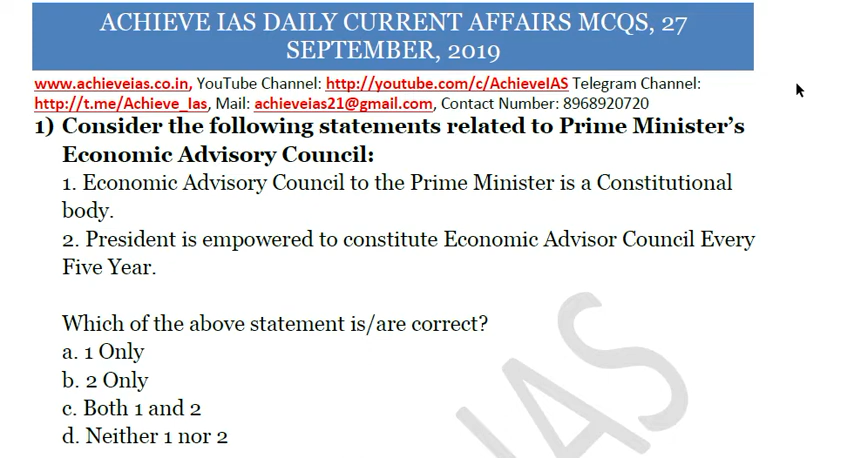 ACHIEVE IAS DAILY CURRENT AFFAIRS MCQS, 27
SEPTEMBER, 2019
www.achieveias.co.in, YouTube Channel: http://youtube.com/c/AchieveIAS Telegram Channel:
http://t.me/Achieve_Ias, Mail: achieveias21@gmail.com, Contact Number: 8968920720
1) Consider the following statements related to Prime Minister's
Economic Advisory Council:
1. Economic Advisory Council to the Prime Minister is a Constitutional
body.
2. President is empowered to constitute Economic Advisor Council Every
Five Year.
Which of the above statement is/are correct?
a. 1 Only
b. 2 Only
c. Both 1 and 2
d. Neither 1 nor 2
IAS